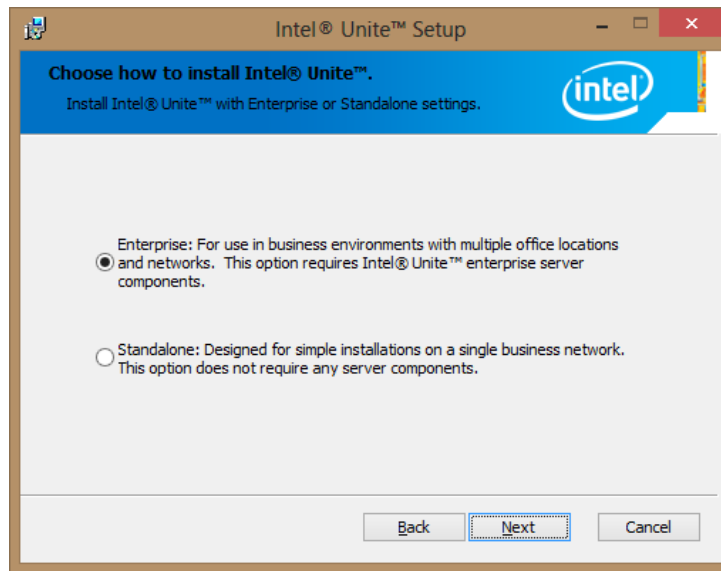 Intel® Unite™ Setup
Choose how to install Intel® Unite™.
Install Intel® Unite™ with Enterprise or Standalone settings.
intel
Enterprise: For use in business environments with multiple office locations
and networks.  This option requires Intel® Unite™ enterprise server
components.
Standalone: Designed for simple installations on a single business network.
This option does not require any server components.
Back
Next
Cancel